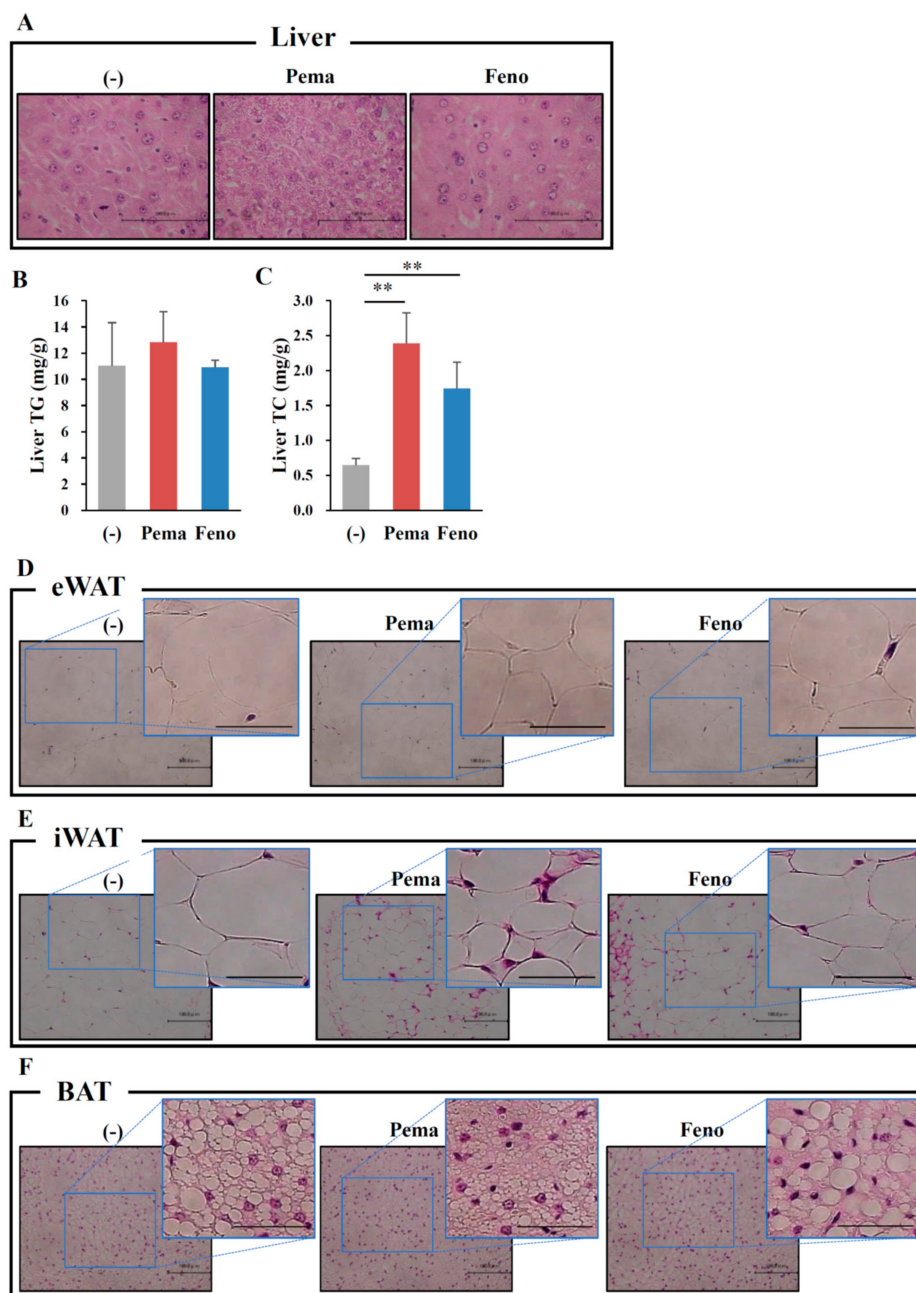 A
Liver
(-) Pema Feno
B
Liver TG (mg/g)
16
14
12
10
8
6
4
2
0
(-) Pema Feno
C
**
**
Liver TC (mg/g)
3.0
2.5
2.0
1.5
1.0
0.5
0
(-) Pema Feno
D
eWAT
(-) Pema Feno
E
iWAT
(-) Pema Feno
F
BAT
(-) Pema Feno